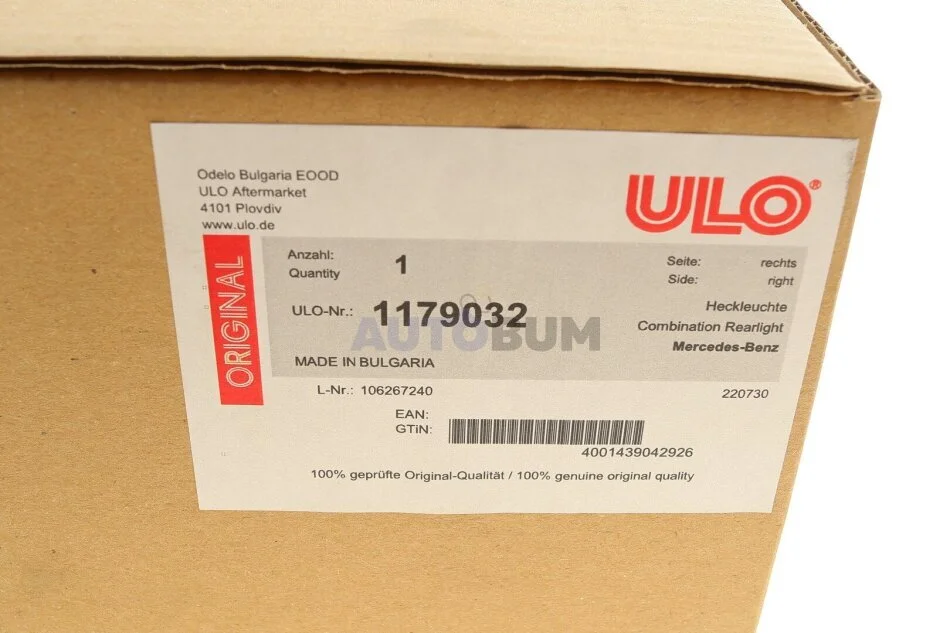 Odelo Bulgaria EOOD
ULO Aftermarket
4101 Plovdiv
www.ulo.de
ULO®
ORIGINAL
Anzahl:
Quantity
1
Seite: rechts
Side: right
ULO-Nr.: 1179032
Heckleuchte
Combination Rearlight
Mercedes-Benz
AUTOBUM
MADE IN BULGARIA
L-Nr.: 106267240
220730
EAN:
GTiN:
4001439042926
100% geprüfte Original-Qualität / 100% genuine original quality